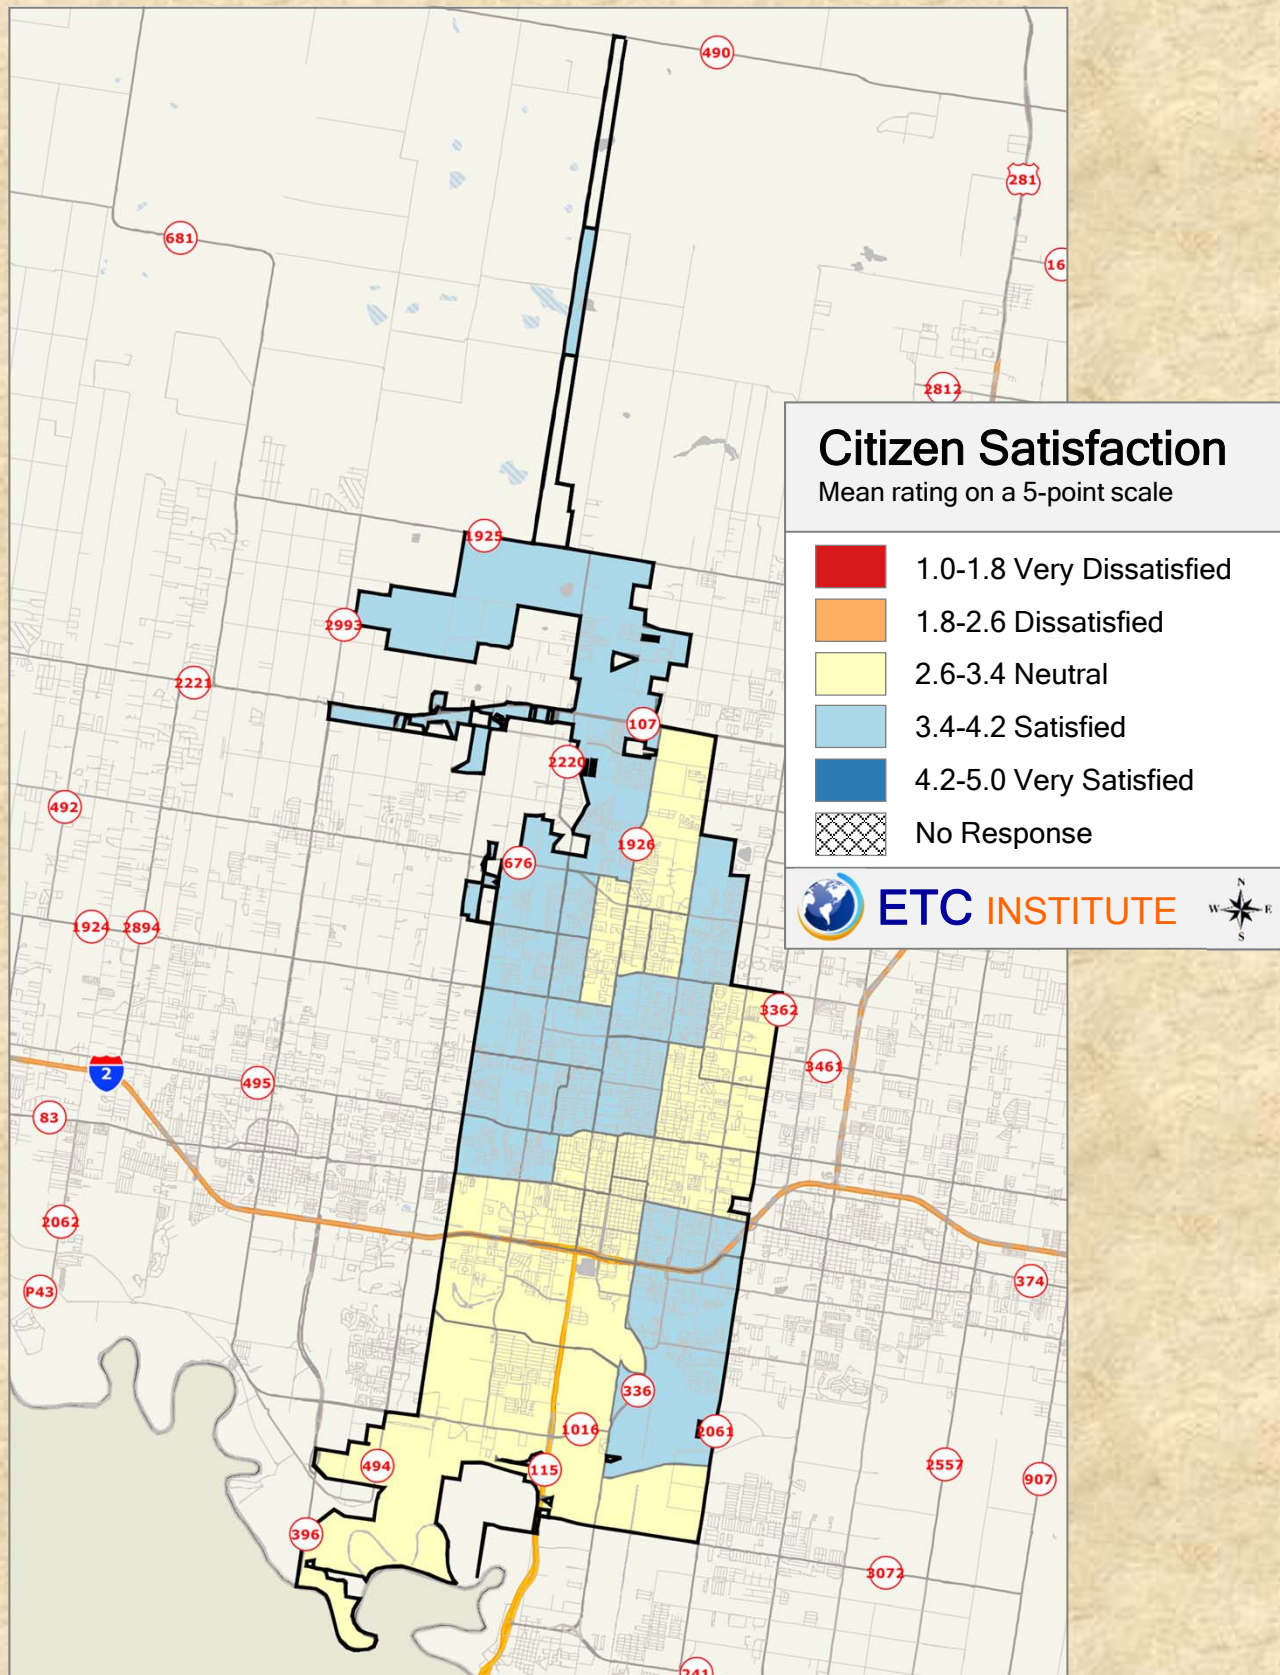 490
281
681
16
2812
Citizen Satisfaction
Mean rating on a 5-point scale
1.0-1.8 Very Dissatisfied
1.8-2.6 Dissatisfied
2.6-3.4 Neutral
3.4-4.2 Satisfied
4.2-5.0 Very Satisfied
No Response
ETC INSTITUTE
N
W E
S
1925
2993
2221
107
2220
492
1926
676
1924
2894
3362
3461
2
495
83
2062
374
P43
336
1016
2061
494
115
2557
907
396
3072
241